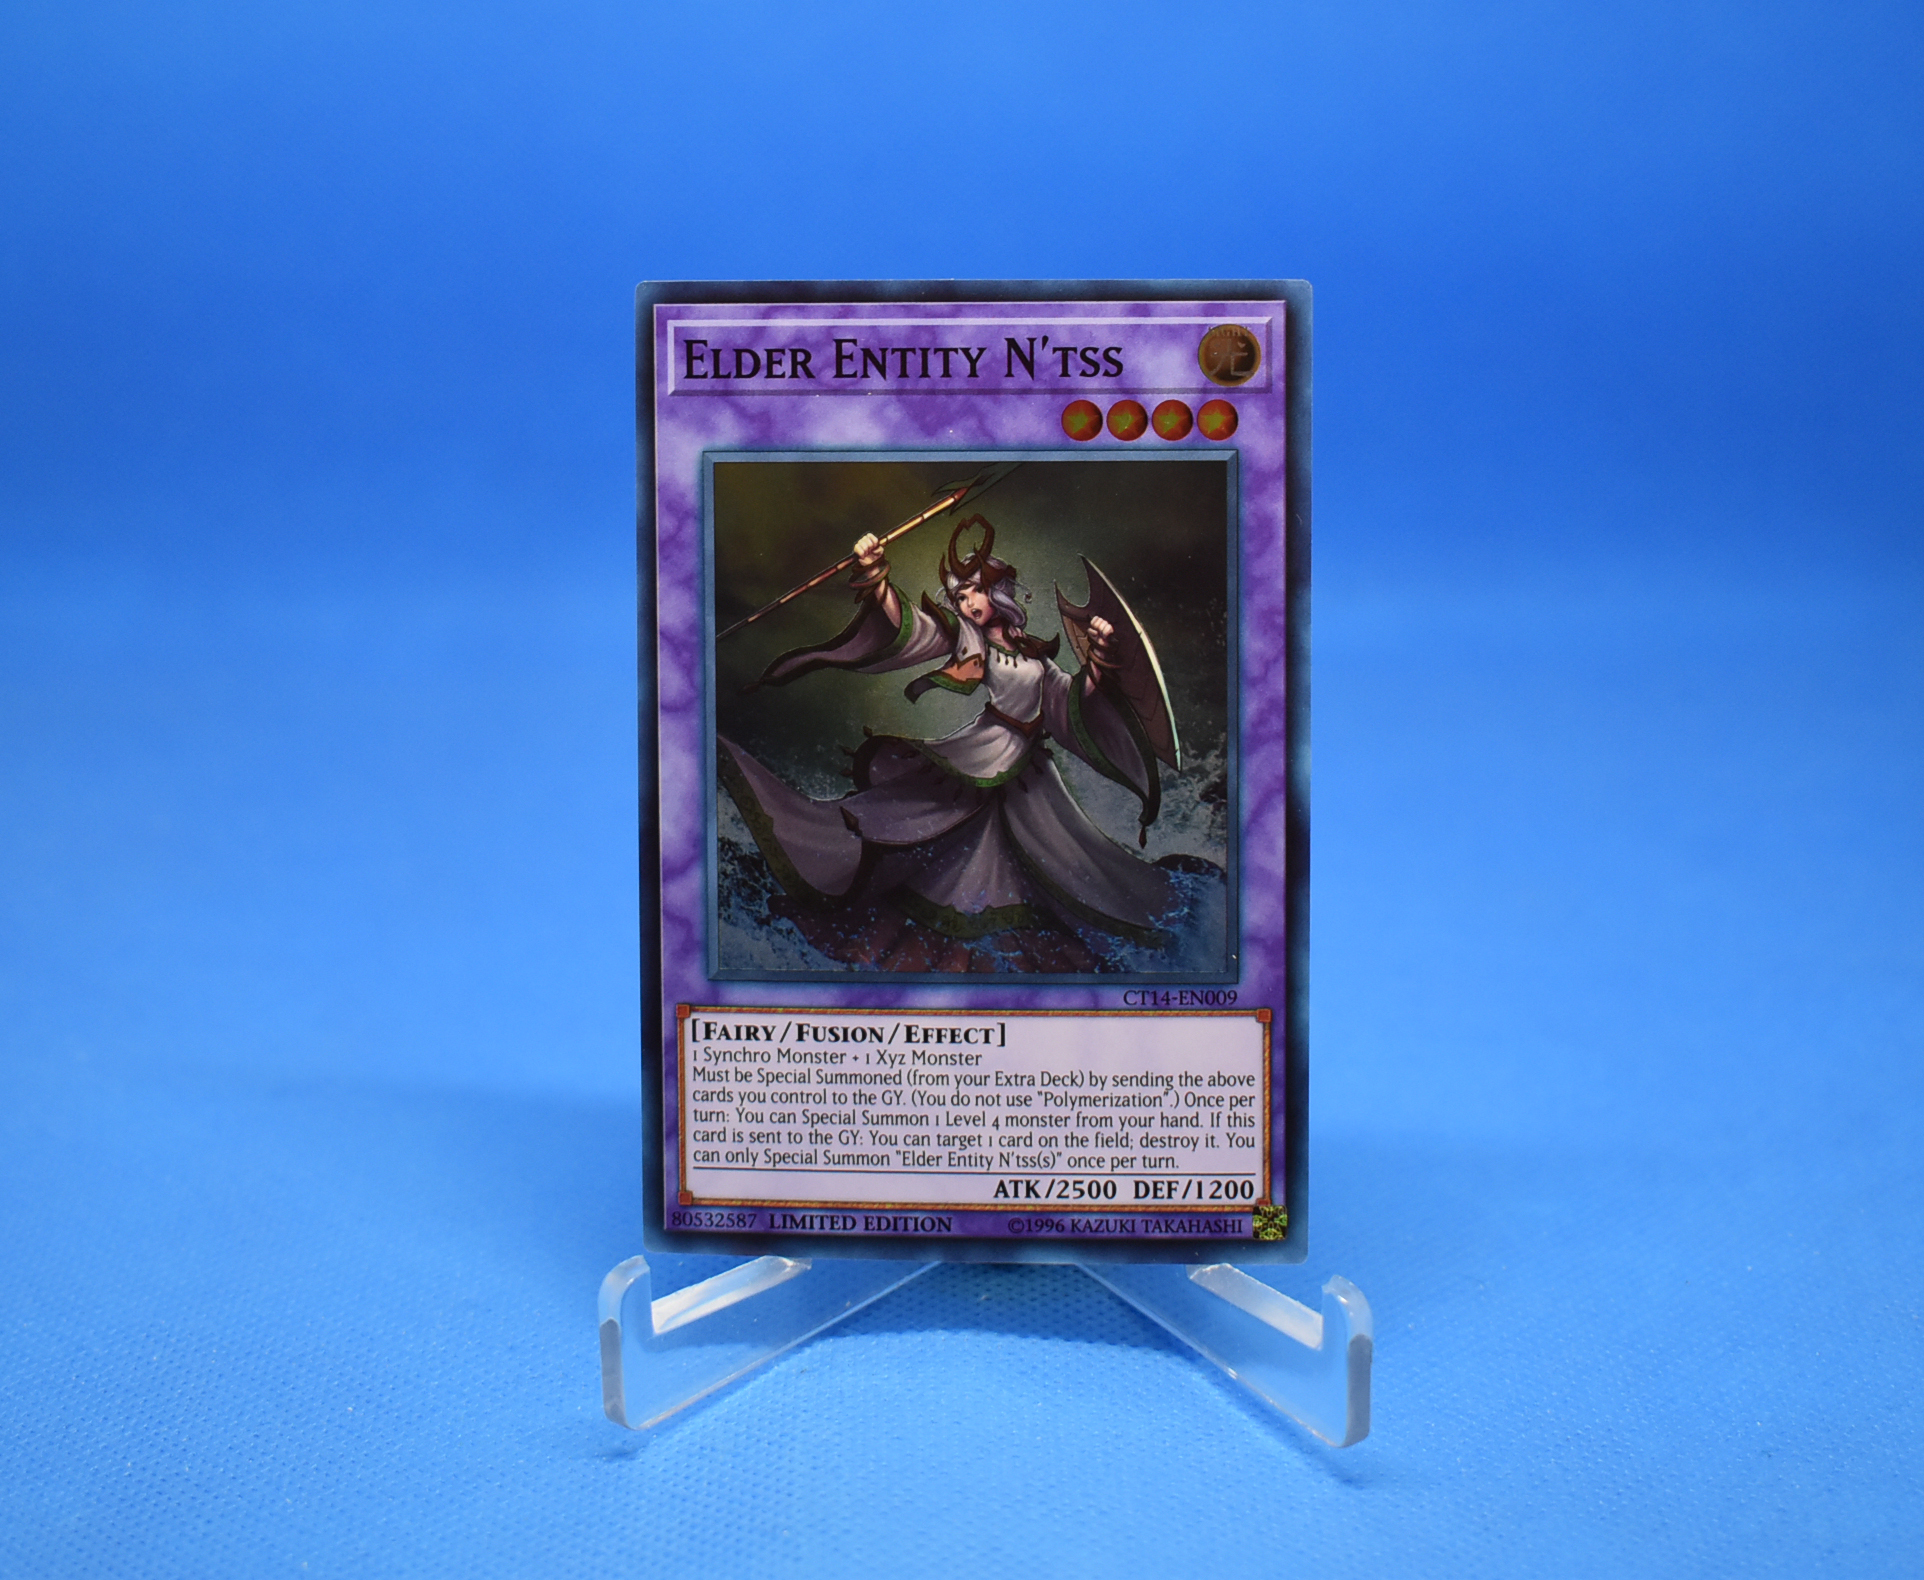 ELDER ENTITY N'TSS
光
CT14-EN009
[FAIRY/FUSION/EFFECT]
1 Synchro Monster + 1 Xyz Monster
Must be Special Summoned (from your Extra Deck) by sending the above
cards you control to the GY. (You do not use "Polymerization".) Once per
turn: You can Special Summon 1 Level 4 monster from your hand. If this
card is sent to the GY: You can target 1 card on the field; destroy it. You
can only Special Summon "Elder Entity N'tss(s)" once per turn.
ATK/2500 DEF/1200
80532587 LIMITED EDITION ©1996 KAZUKI TAKAHASHI